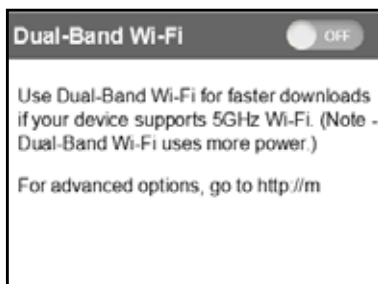 Dual-Band Wi-Fi OFF
Use Dual-Band Wi-Fi for faster downloads
if your device supports 5GHz Wi-Fi. (Note -
Dual-Band Wi-Fi uses more power.)
For advanced options, go to http://m